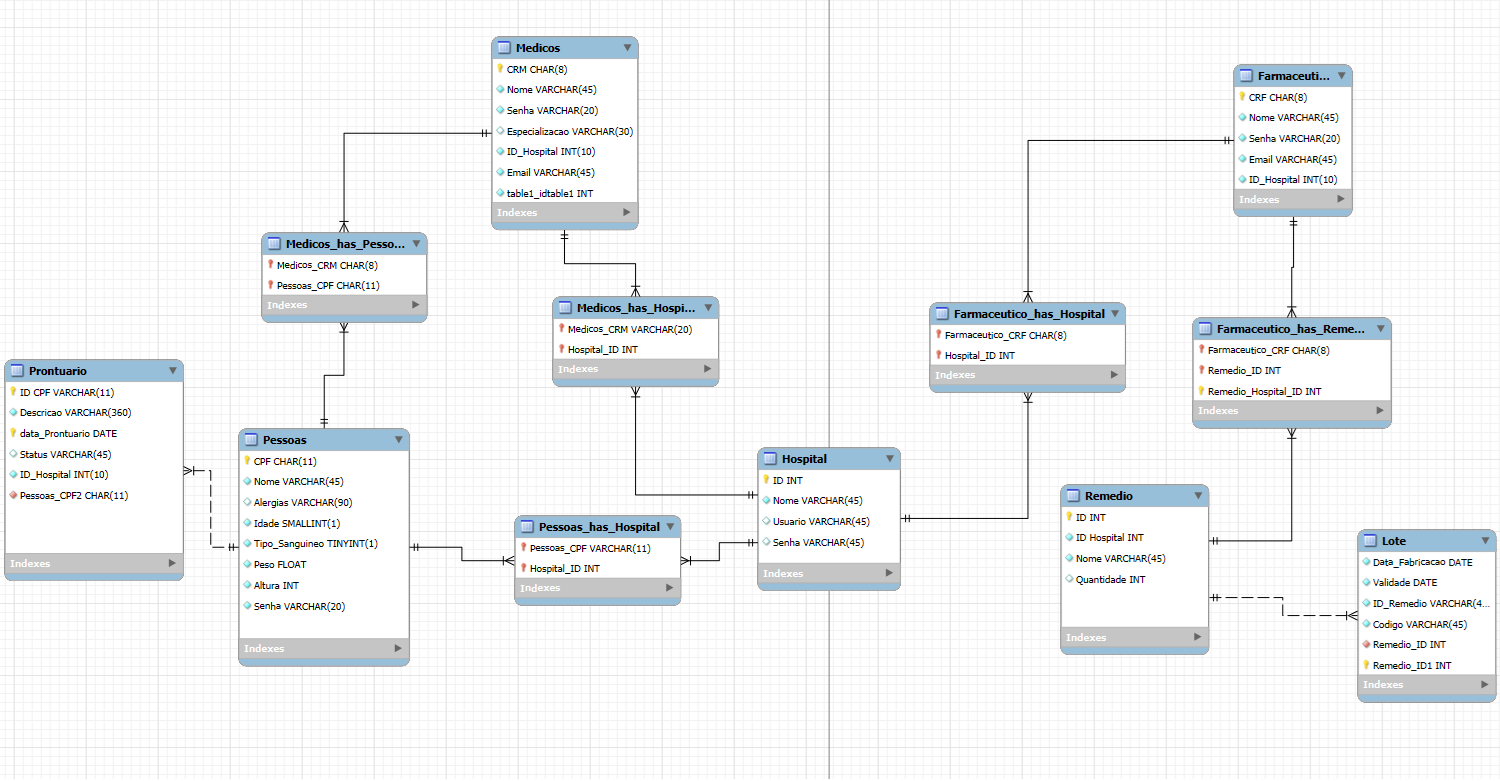 Medicos
CRM CHAR(8)
Nome VARCHAR(45)
Senha VARCHAR(20)
Especializacao VARCHAR(30)
ID_Hospital INT(10)
Email VARCHAR(45)
table1_idtable1 INT
Indexes
Farmaceuti...
CRF CHAR(8)
Nome VARCHAR(45)
Senha VARCHAR(20)
Email VARCHAR(45)
ID_Hospital INT(10)
Indexes
Medicos_has_Pesso...
Medicos_CRM CHAR(8)
Pessoas_CPF CHAR(11)
Indexes
Medicos_has_Hospi...
Medicos_CRM VARCHAR(20)
Hospital_ID INT
Indexes
Farmaceutico_has_Hospital
Farmaceutico_CRF CHAR(8)
Hospital_ID INT
Indexes
Farmaceutico_has_Reme...
Farmaceutico_CRF CHAR(8)
Remedio_ID INT
Remedio_Hospital_ID INT
Indexes
Prontuario
ID CPF VARCHAR(11)
Descricao VARCHAR(360)
data_Prontuario DATE
Status VARCHAR(45)
ID_Hospital INT(10)
Pessoas_CPF2 CHAR(11)
Indexes
Pessoas
CPF CHAR(11)
Nome VARCHAR(45)
Alergias VARCHAR(90)
Idade SMALLINT(1)
Tipo_Sanguineo TINYINT(1)
Peso FLOAT
Altura INT
Senha VARCHAR(20)
Indexes
Pessoas_has_Hospital
Pessoas_CPF VARCHAR(11)
Hospital_ID INT
Indexes
Hospital
ID INT
Nome VARCHAR(45)
Usuario VARCHAR(45)
Senha VARCHAR(45)
Indexes
Remedio
ID INT
ID Hospital INT
Nome VARCHAR(45)
Quantidade INT
Indexes
Lote
Data_Fabricacao DATE
Validade DATE
ID_Remedio VARCHAR(4...
Codigo VARCHAR(45)
Remedio_ID INT
Remedio_ID1 INT
Indexes